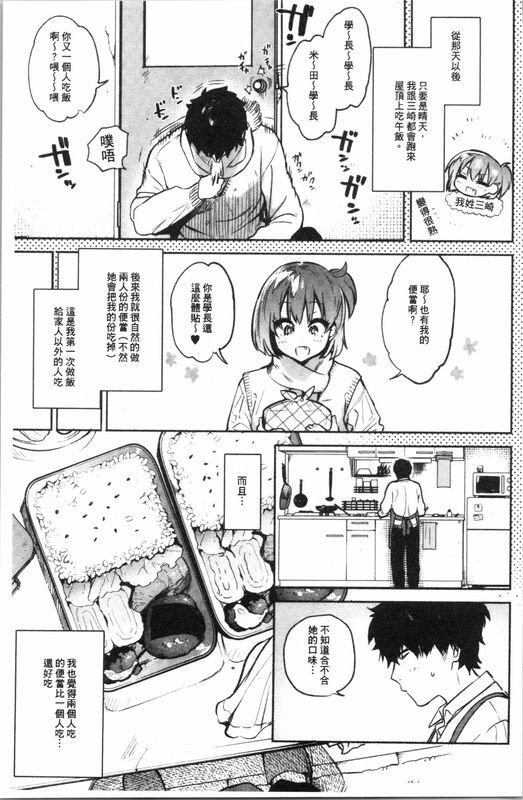 從那天以後
只要是晴天，
我跟三崎都會跑來
屋頂上吃午飯。
我姓三崎
變得很熟
學～長學～長
米～田學～長
你又一個人吃飯
啊～？喂～～喂
噗唔
耶～也有我的
便當啊？
你是學長還
這麼體貼～♥
後來我就很自然的做
兩人份的便當（不然
她會把我的份吃掉）
這是我第一次做飯
給家人以外的人吃
而且…
不知道合不合
她的口味…
我也覺得兩個人吃
的便當比一個人吃…
還好吃